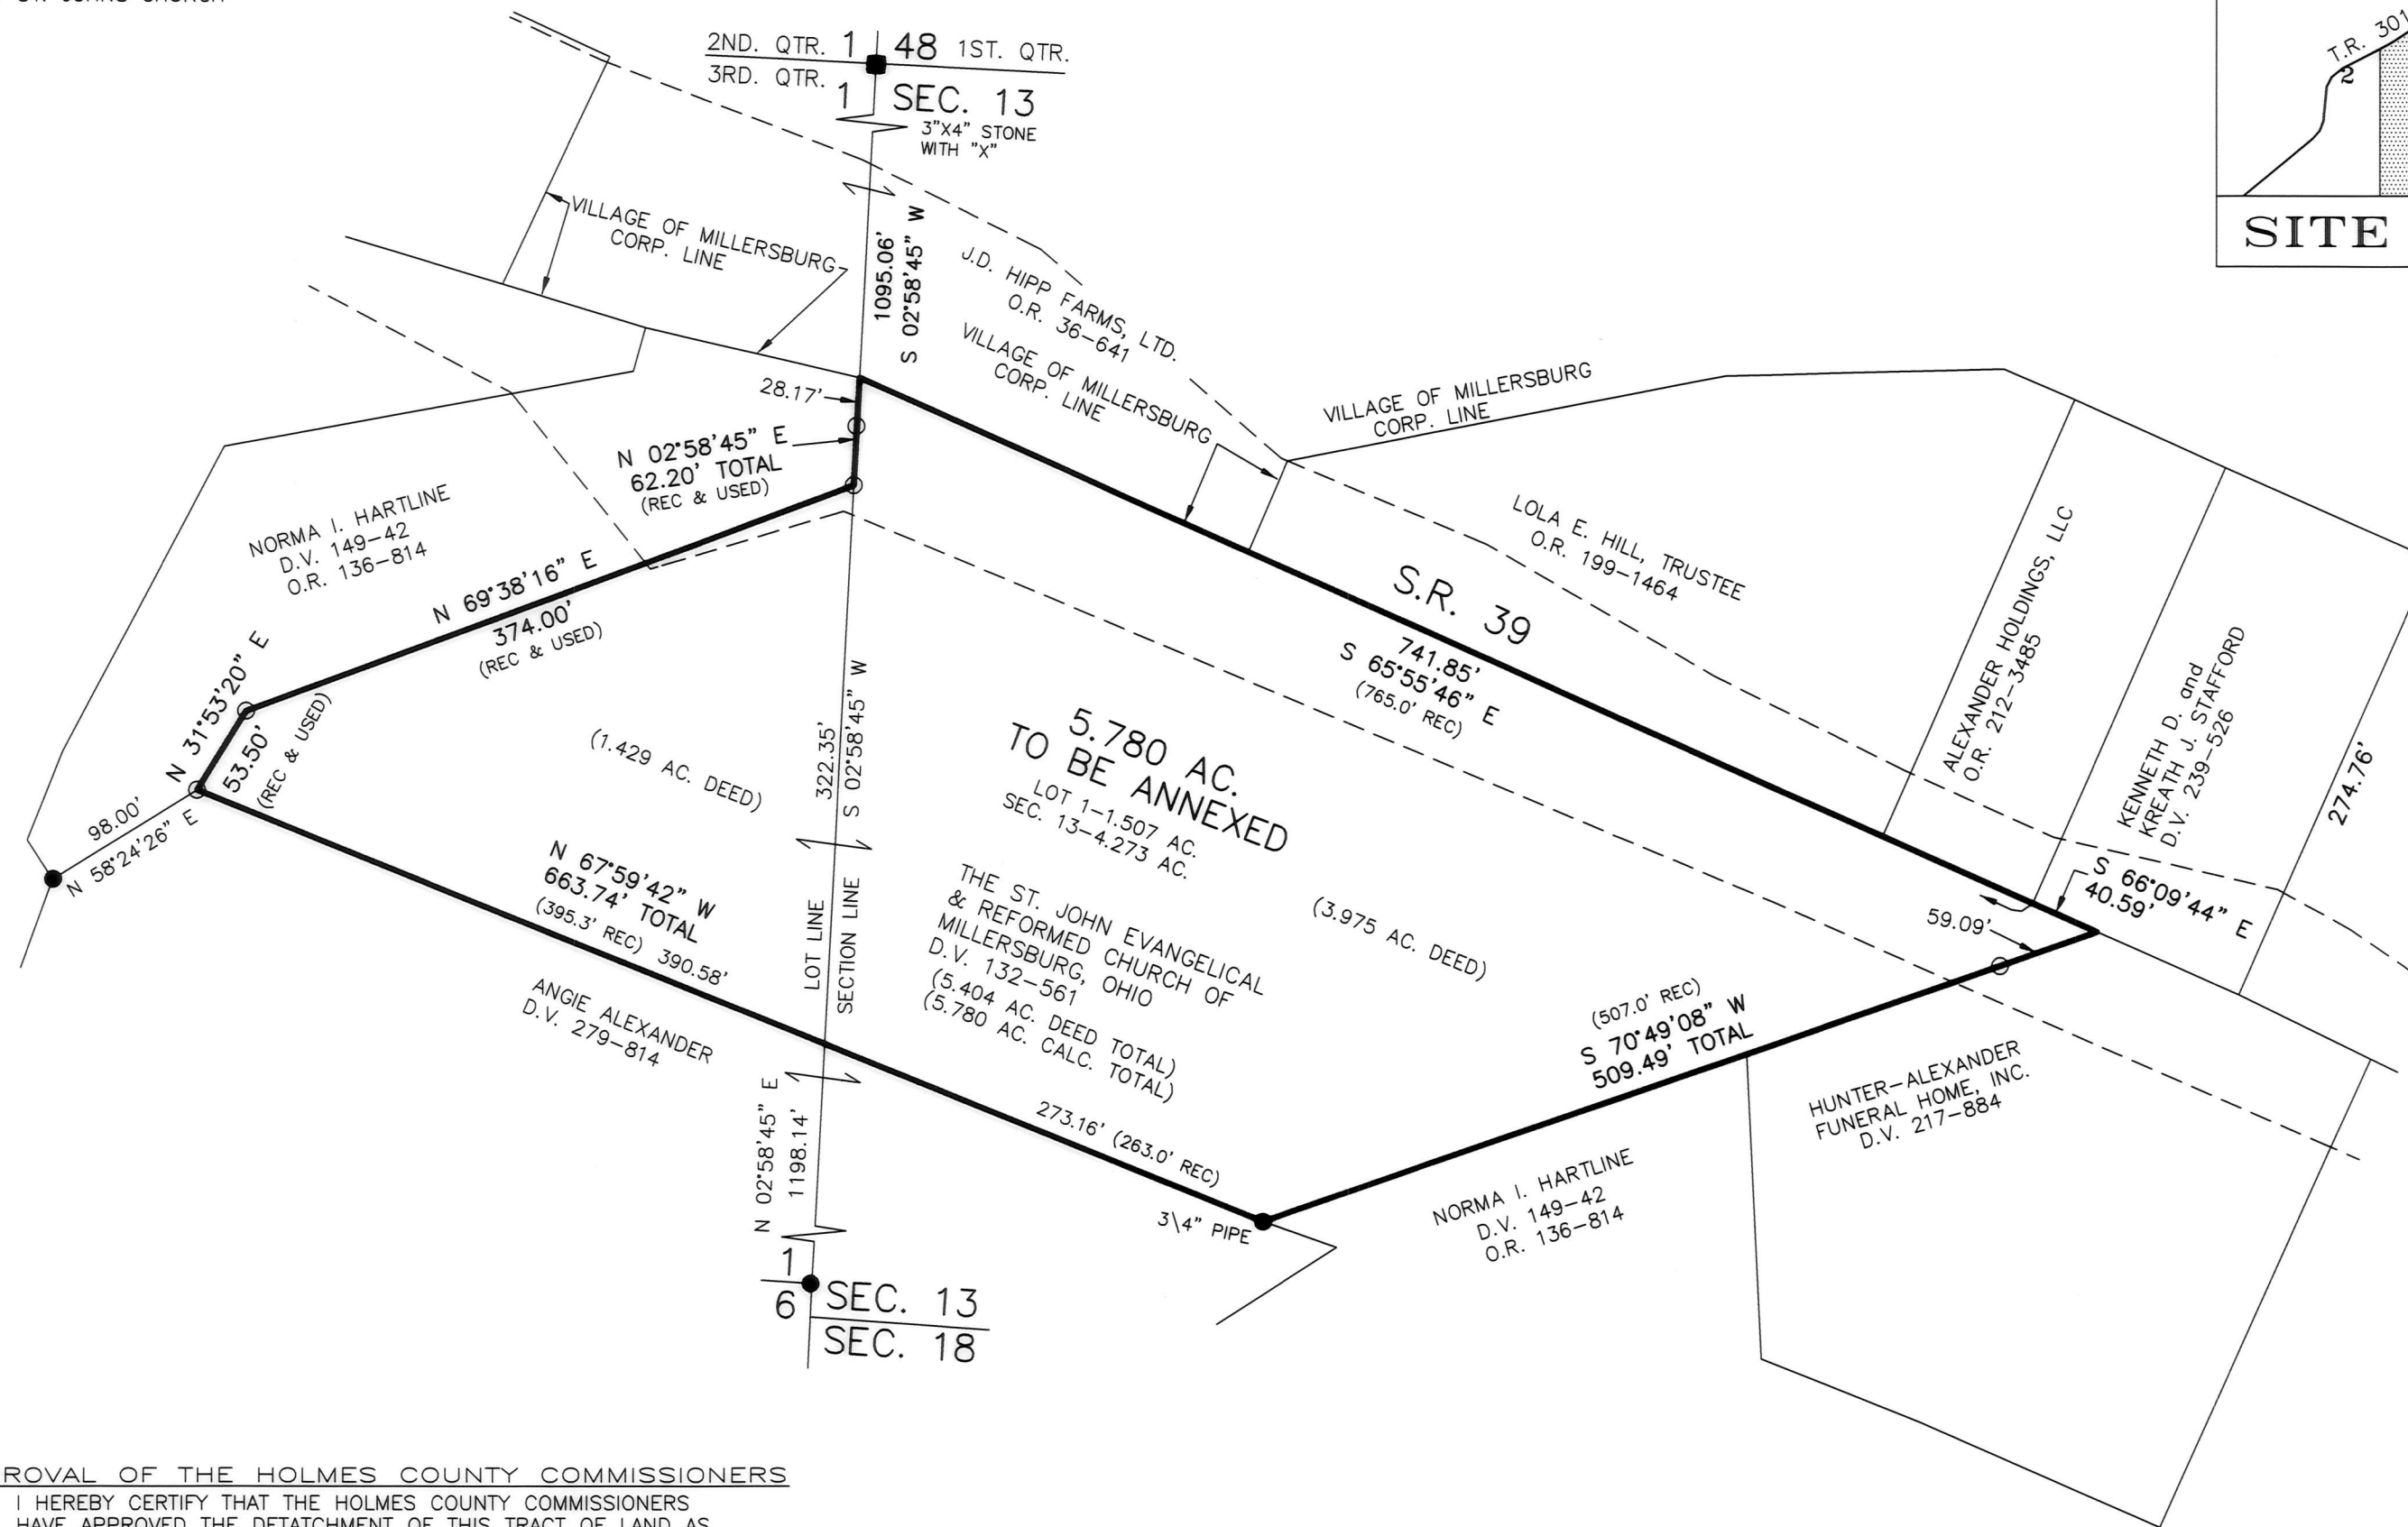 2ND. QTR. 1 48 1ST. QTR.
3RD. QTR. 1 SEC. 13
3"X4" STONE
WITH "X"
T.R. 301
2
SITE
VILLAGE OF MILLERSBURG
CORP. LINE
1095.06'
S 02°58'45" W
J.D. HIPP FARMS, LTD.
O.R. 36-641
VILLAGE OF MILLERSBURG
CORP. LINE
VILLAGE OF MILLERSBURG
CORP. LINE
28.17'
N 02°58'45" E
62.20' TOTAL
(REC & USED)
NORMA I. HARTLINE
D.V. 149-42
O.R. 136-814
N 69°38'16" E
374.00'
(REC & USED)
N 31°53'20" E
53.50'
(REC & USED)
98.00'
N 58°24'26" E
LOLA E. HILL, TRUSTEE
O.R. 199-1464
S.R. 39
741.85'
S 65°55'46" E
(765.0' REC)
ALEXANDER HOLDINGS, LLC
O.R. 212-3485
KENNETH D. and
KREATH J. STAFFORD
D.V. 239-526
274.76'
S 66°09'44" E
40.59'
59.09'
(1.429 AC. DEED)
322.35'
S 02°58'45" W
LOT LINE
SECTION LINE
5.780 AC.
TO BE ANNEXED
LOT 1-1.507 AC.
SEC. 13-4.273 AC.
THE ST. JOHN EVANGELICAL
& REFORMED CHURCH OF
MILLERSBURG, OHIO
D.V. 132-561
(5.404 AC. DEED TOTAL)
(5.780 AC. CALC. TOTAL)
(3.975 AC. DEED)
N 67°59'42" W
663.74' TOTAL
(395.3' REC) 390.58'
ANGIE ALEXANDER
D.V. 279-814
273.16' (263.0' REC)
(507.0' REC)
S 70°49'08" W
509.49' TOTAL
HUNTER-ALEXANDER
FUNERAL HOME, INC.
D.V. 217-884
NORMA I. HARTLINE
D.V. 149-42
O.R. 136-814
3\4" PIPE
N 02°58'45" E
1198.14'
1
6
SEC. 13
SEC. 18
ROVAL OF THE HOLMES COUNTY COMMISSIONERS
I HEREBY CERTIFY THAT THE HOLMES COUNTY COMMISSIONERS
HAVE APPROVED THE DETATCHMENT OF THIS TRACT OF LAND AS